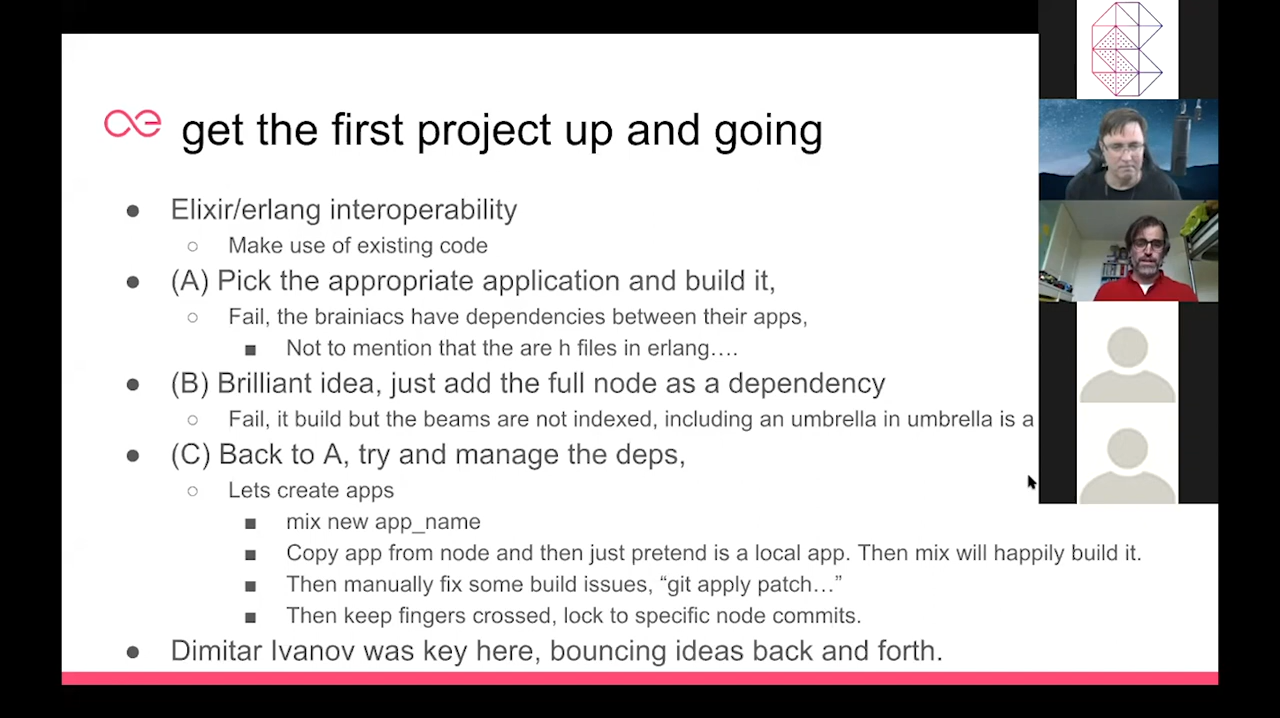 get the first project up and going
Elixir/erlang interoperability
Make use of existing code
(A) Pick the appropriate application and build it,
Fail, the brainiacs have dependencies between their apps,
Not to mention that the are h files in erlang….
(B) Brilliant idea, just add the full node as a dependency
Fail, it build but the beams are not indexed, including an umbrella in umbrella is a
(C) Back to A, try and manage the deps,
Lets create apps
mix new app_name
Copy app from node and then just pretend is a local app. Then mix will happily build it.
Then manually fix some build issues, “git apply patch…”
Then keep fingers crossed, lock to specific node commits.
Dimitar Ivanov was key here, bouncing ideas back and forth.